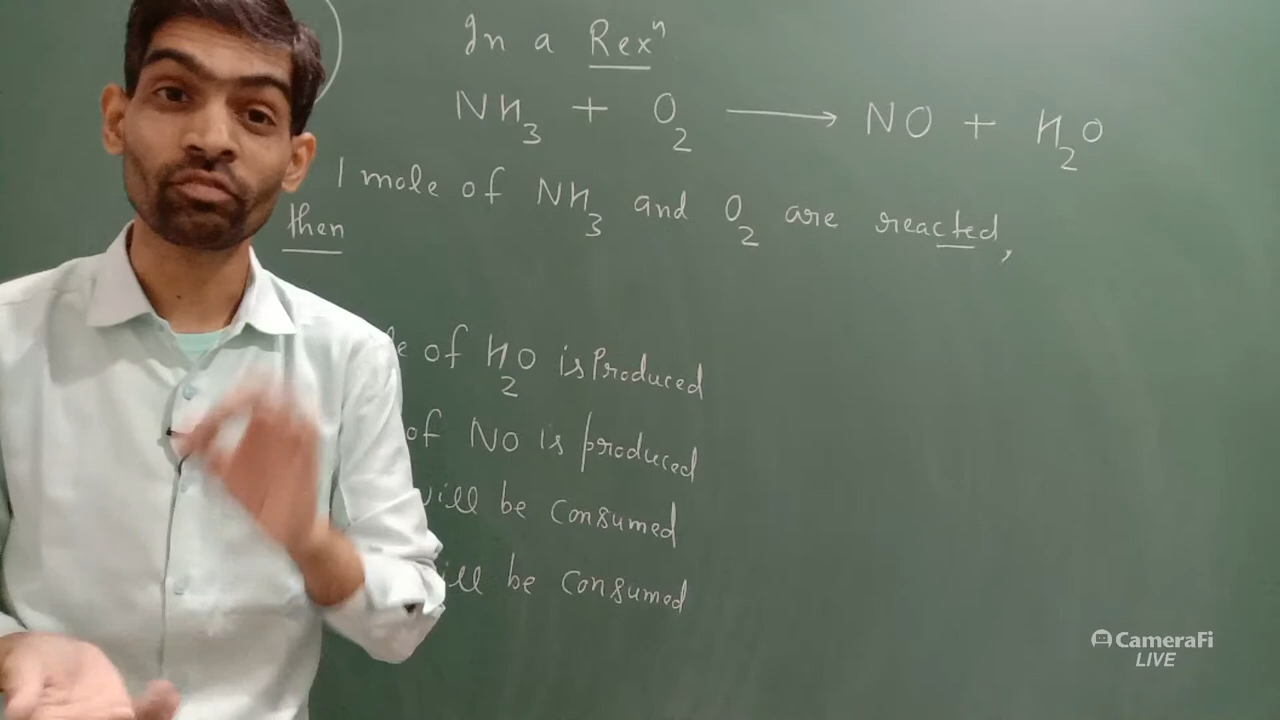 In a Rexⁿ
NH₃ + O₂ ⟶ NO + H₂O
1 mole of NH₃ and O₂ are reacted,
then
of H₂O is Produced
of NO is produced
will be consumed
will be consumed
CameraFi
LIVE